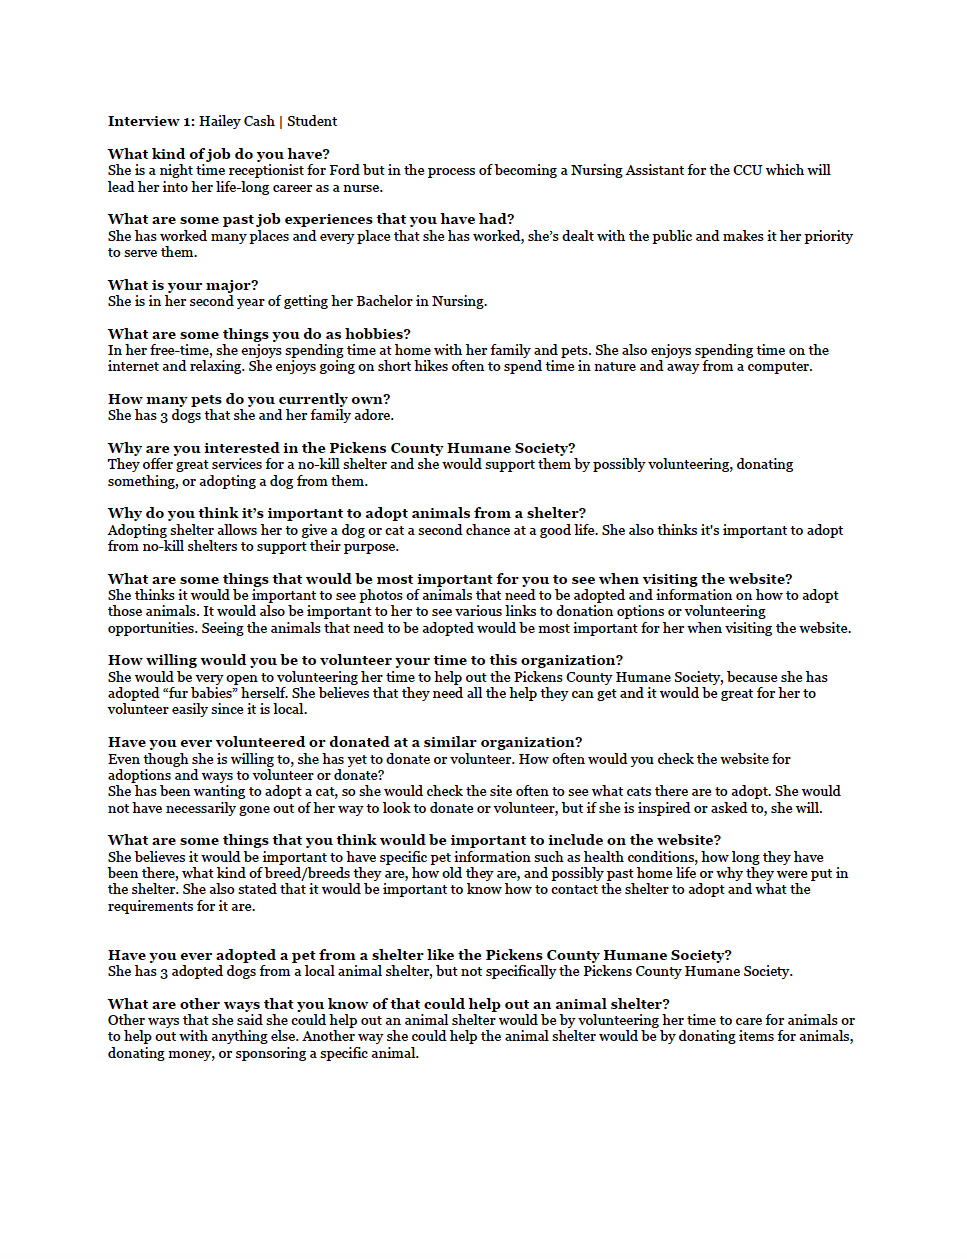 Interview 1: Hailey Cash | Student
What kind of job do you have?
She is a night time receptionist for Ford but in the process of becoming a Nursing Assistant for the CCU which will
lead her into her life-long career as a nurse.
What are some past job experiences that you have had?
She has worked many places and every place that she has worked, she’s dealt with the public and makes it her priority
to serve them.
What is your major?
She is in her second year of getting her Bachelor in Nursing.
What are some things you do as hobbies?
In her free-time, she enjoys spending time at home with her family and pets. She also enjoys spending time on the
internet and relaxing. She enjoys going on short hikes often to spend time in nature and away from a computer.
How many pets do you currently own?
She has 3 dogs that she and her family adore.
Why are you interested in the Pickens County Humane Society?
They offer great services for a no-kill shelter and she would support them by possibly volunteering, donating
something, or adopting a dog from them.
Why do you think it’s important to adopt animals from a shelter?
Adopting shelter allows her to give a dog or cat a second chance at a good life. She also thinks it's important to adopt
from no-kill shelters to support their purpose.
What are some things that would be most important for you to see when visiting the website?
She thinks it would be important to see photos of animals that need to be adopted and information on how to adopt
those animals. It would also be important to her to see various links to donation options or volunteering
opportunities. Seeing the animals that need to be adopted would be most important for her when visiting the website.
How willing would you be to volunteer your time to this organization?
She would be very open to volunteering her time to help out the Pickens County Humane Society, because she has
adopted “fur babies” herself. She believes that they need all the help they can get and it would be great for her to
volunteer easily since it is local.
Have you ever volunteered or donated at a similar organization?
Even though she is willing to, she has yet to donate or volunteer. How often would you check the website for
adoptions and ways to volunteer or donate?
She has been wanting to adopt a cat, so she would check the site often to see what cats there are to adopt. She would
not have necessarily gone out of her way to look to donate or volunteer, but if she is inspired or asked to, she will.
What are some things that you think would be important to include on the website?
She believes it would be important to have specific pet information such as health conditions, how long they have
been there, what kind of breed/breeds they are, how old they are, and possibly past home life or why they were put in
the shelter. She also stated that it would be important to know how to contact the shelter to adopt and what the
requirements for it are.
Have you ever adopted a pet from a shelter like the Pickens County Humane Society?
She has 3 adopted dogs from a local animal shelter, but not specifically the Pickens County Humane Society.
What are other ways that you know of that could help out an animal shelter?
Other ways that she said she could help out an animal shelter would be by volunteering her time to care for animals or
to help out with anything else. Another way she could help the animal shelter would be by donating items for animals,
donating money, or sponsoring a specific animal.